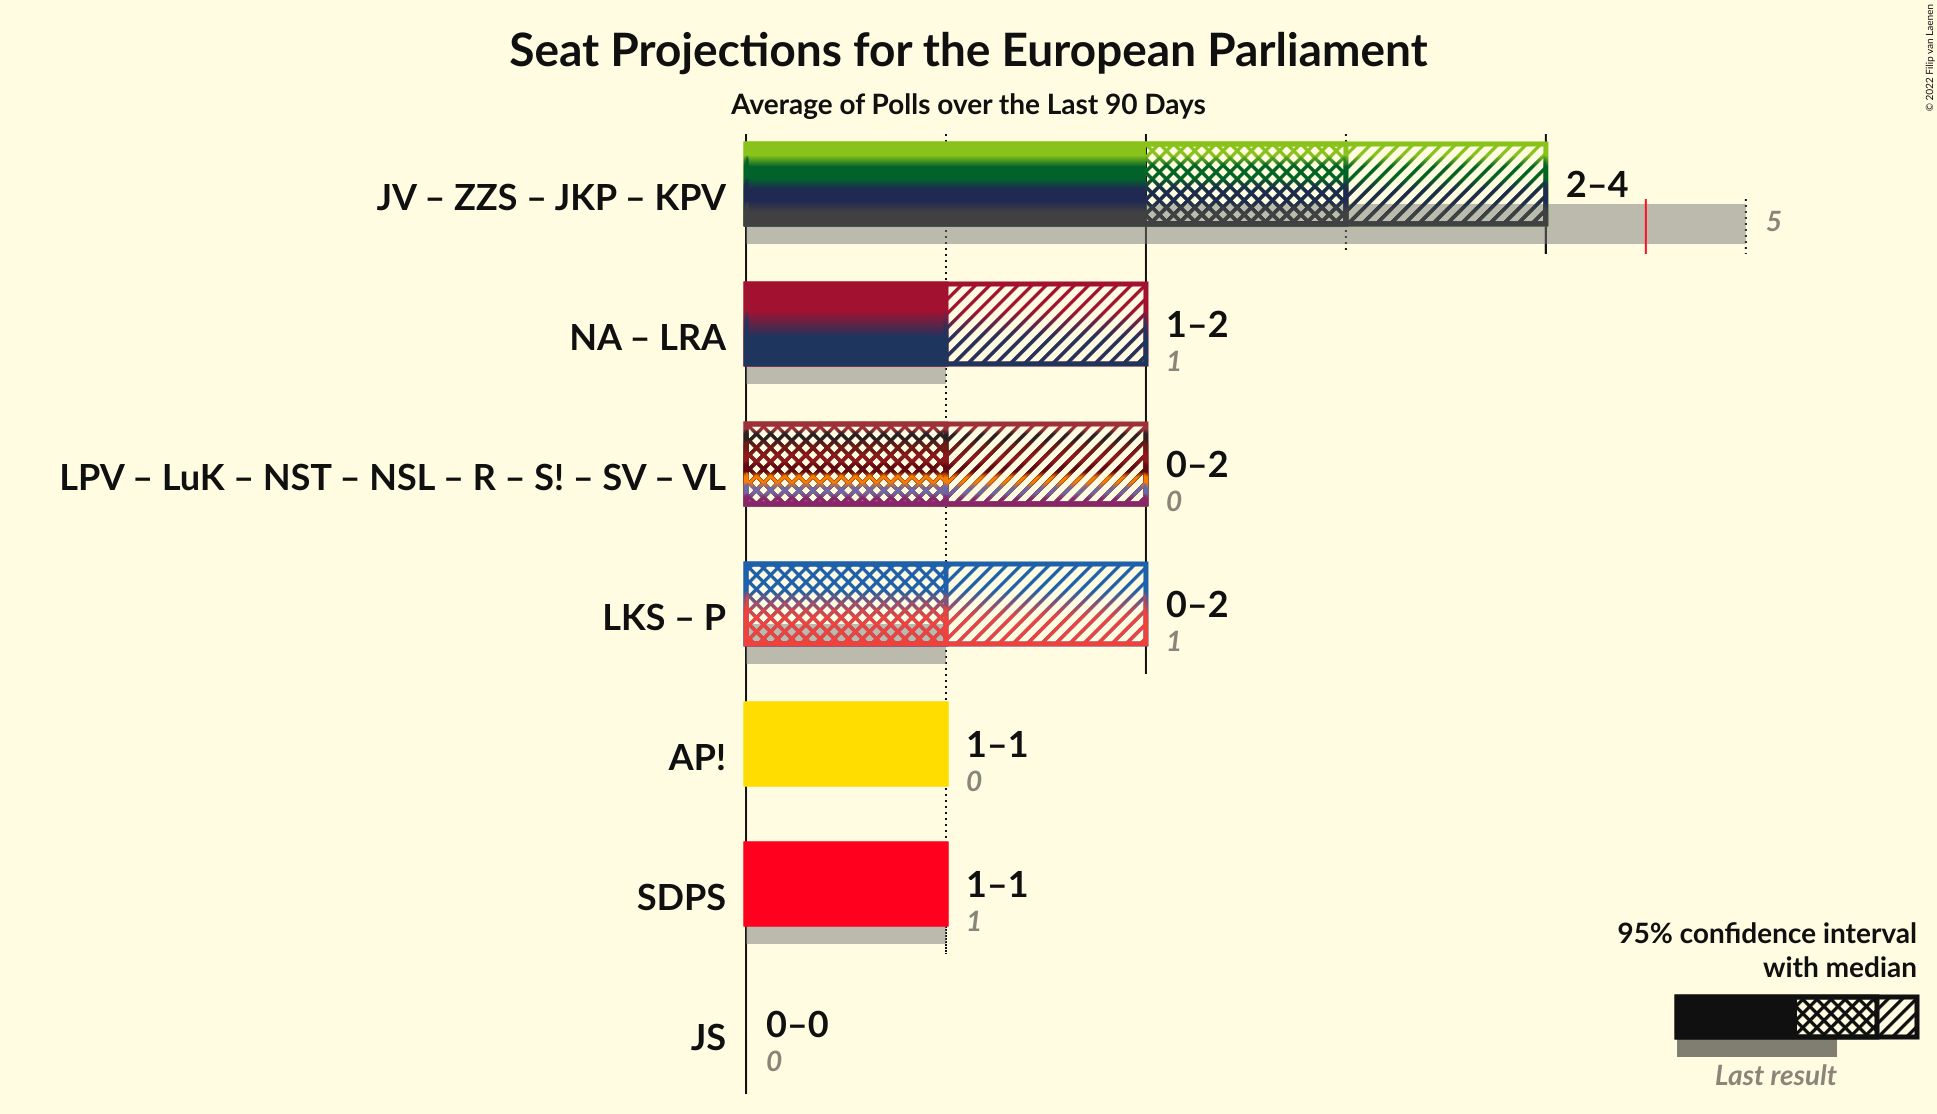 Seat Projections for the European Parliament
Average of Polls over the Last 90 Days
© 2022 Filip van Laenen
JV – ZZS – JKP – KPV
2–4
5
NA – LRA
1–2
1
LPV – LuK – NST – NSL – R – S! – SV – VL
0–2
0
LKS – P
0–2
1
AP!
1–1
0
SDPS
1–1
1
JS
0–0
0
95% confidence interval
with median
Last result